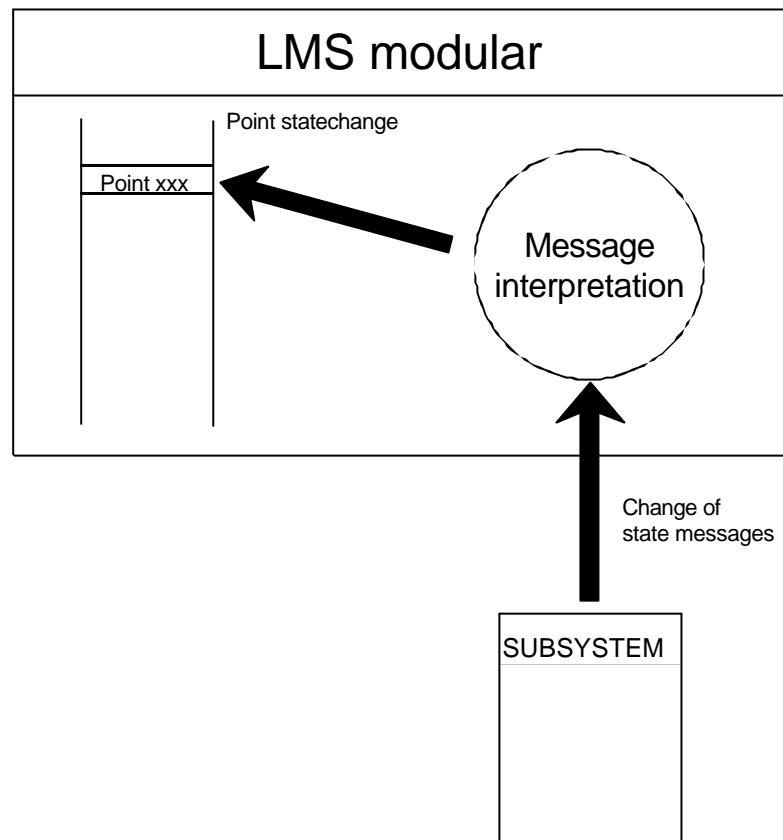 LMS modular
Point statechange
Point xxx
Message
interpretation
Change of
state messages
SUBSYSTEM